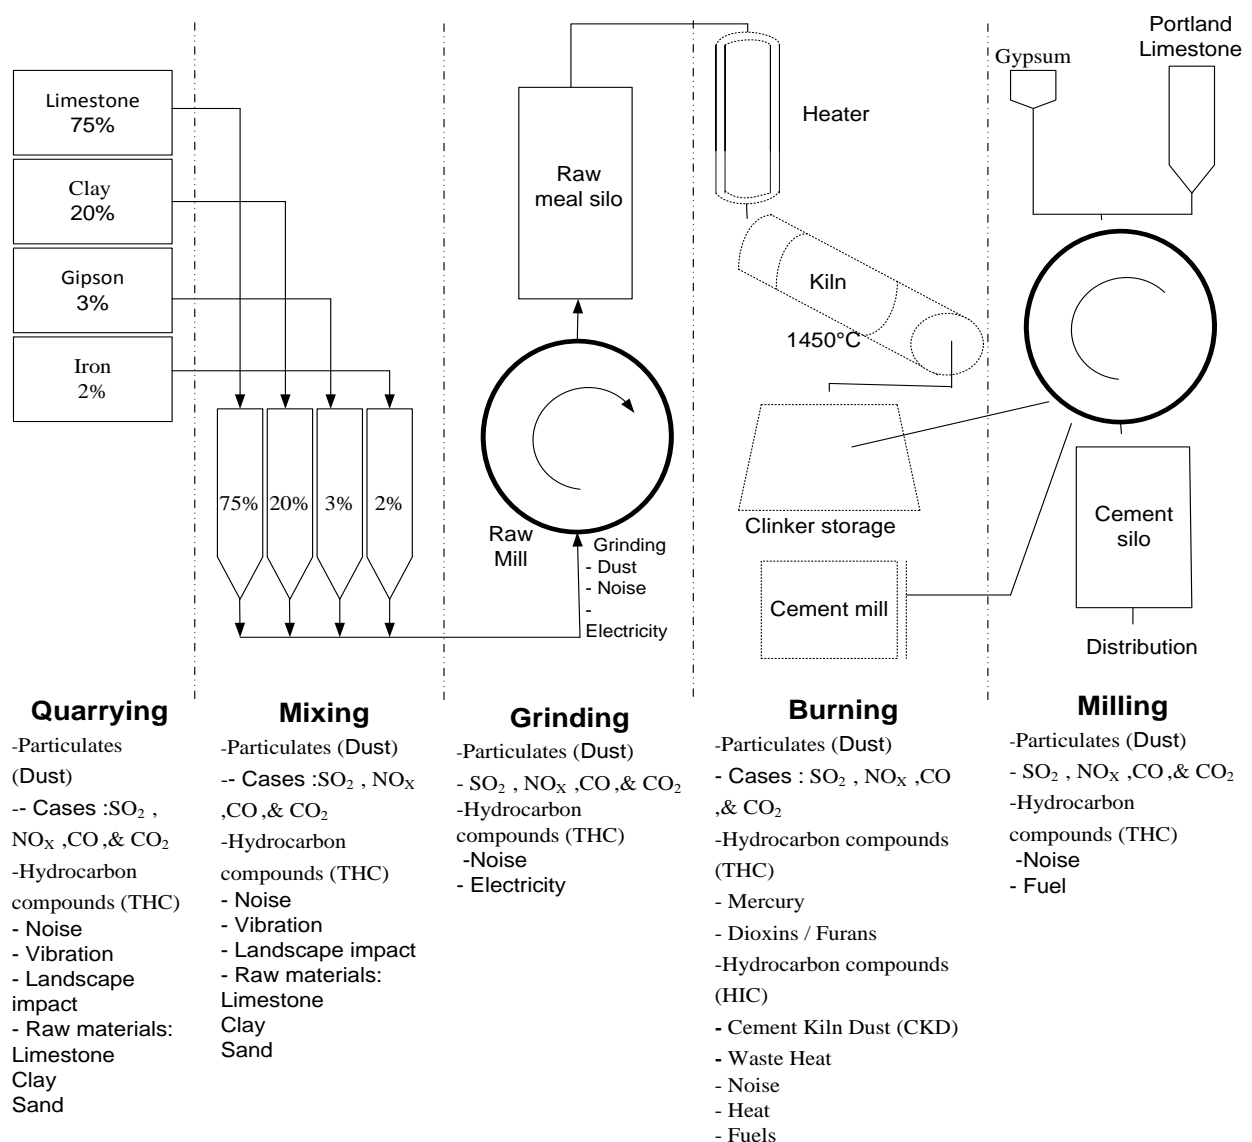 Limestone
75%
Clay
20%
Gipson
3%
Iron
2%
75%
20%
3%
2%
Raw
meal silo
Raw
Mill
Grinding
- Dust
- Noise
-
Electricity
Heater
Kiln
1450°C
Clinker storage
Cement mill
Gypsum
Portland
Limestone
Cement
silo
Distribution
Quarrying
-Particulates
(Dust)
-- Cases :SO₂ ,
NOX ,CO,& CO₂
-Hydrocarbon
compounds (THC)
- Noise
- Vibration
- Landscape
impact
- Raw materials:
Limestone
Clay
Sand
Mixing
-Particulates (Dust)
-- Cases :SO₂ , NOX
,CO,& CO₂
-Hydrocarbon
compounds (THC)
- Noise
- Vibration
- Landscape impact
- Raw materials:
Limestone
Clay
Sand
Grinding
-Particulates (Dust)
- SO₂ , NOX ,CO,& CO₂
-Hydrocarbon
compounds (THC)
-Noise
- Electricity
Burning
-Particulates (Dust)
- Cases : SO₂ , NOX ,CO
,& CO₂
-Hydrocarbon compounds
(THC)
- Mercury
- Dioxins / Furans
-Hydrocarbon compounds
(HIC)
- Cement Kiln Dust (CKD)
- Waste Heat
- Noise
- Heat
- Fuels
Milling
-Particulates (Dust)
- SO₂ , NOX ,CO,& CO₂
-Hydrocarbon
compounds (THC)
-Noise
- Fuel